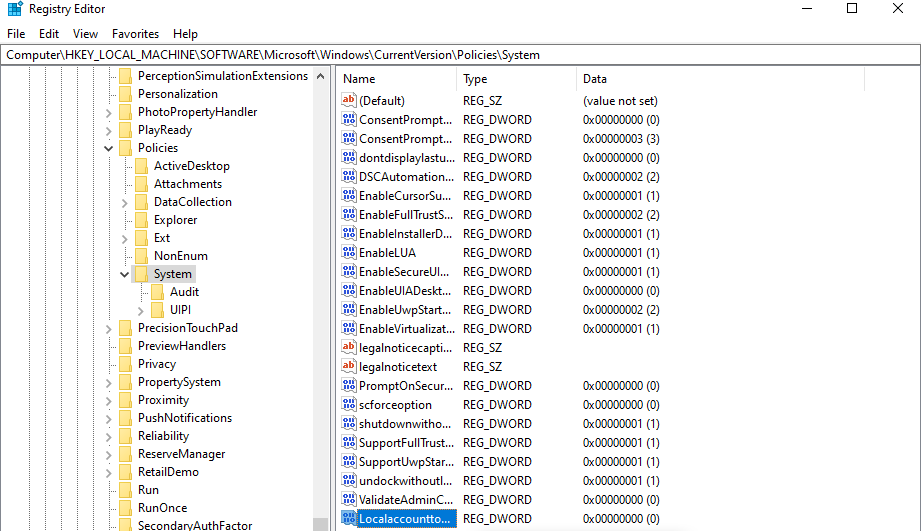 Registry Editor
File Edit View Favorites Help
Computer\HKEY_LOCAL_MACHINE\SOFTWARE\Microsoft\Windows\CurrentVersion\Policies\System
PerceptionSimulationExtensions
Personalization
PhotoPropertyHandler
PlayReady
Policies
ActiveDesktop
Attachments
DataCollection
Explorer
Ext
NonEnum
System
Audit
UIPI
PrecisionTouchPad
PreviewHandlers
Privacy
PropertySystem
Proximity
PushNotifications
Reliability
ReserveManager
RetailDemo
Run
RunOnce
SecondaryAuthFactor
Name Type Data
ab (Default) REG_SZ (value not set)
ConsentPrompt... REG_DWORD 0x00000000 (0)
ConsentPrompt... REG_DWORD 0x00000003 (3)
dontdisplaylastu... REG_DWORD 0x00000000 (0)
DSCAutomation... REG_DWORD 0x00000002 (2)
EnableCursorSu... REG_DWORD 0x00000001 (1)
EnableFullTrustS... REG_DWORD 0x00000002 (2)
EnableInstallerD... REG_DWORD 0x00000001 (1)
EnableLUA REG_DWORD 0x00000001 (1)
EnableSecureUI... REG_DWORD 0x00000001 (1)
EnableUIADeskt... REG_DWORD 0x00000000 (0)
EnableUwpStart... REG_DWORD 0x00000002 (2)
EnableVirtualizat... REG_DWORD 0x00000001 (1)
ab legalnoticecapti... REG_SZ
ab legalnoticetext REG_SZ
PromptOnSecur... REG_DWORD 0x00000000 (0)
scforceoption REG_DWORD 0x00000000 (0)
shutdownwitho... REG_DWORD 0x00000001 (1)
SupportFullTrust... REG_DWORD 0x00000001 (1)
SupportUwpStar... REG_DWORD 0x00000001 (1)
undockwithoutl... REG_DWORD 0x00000001 (1)
ValidateAdminC... REG_DWORD 0x00000000 (0)
Localaccountto... REG_DWORD 0x00000000 (0)